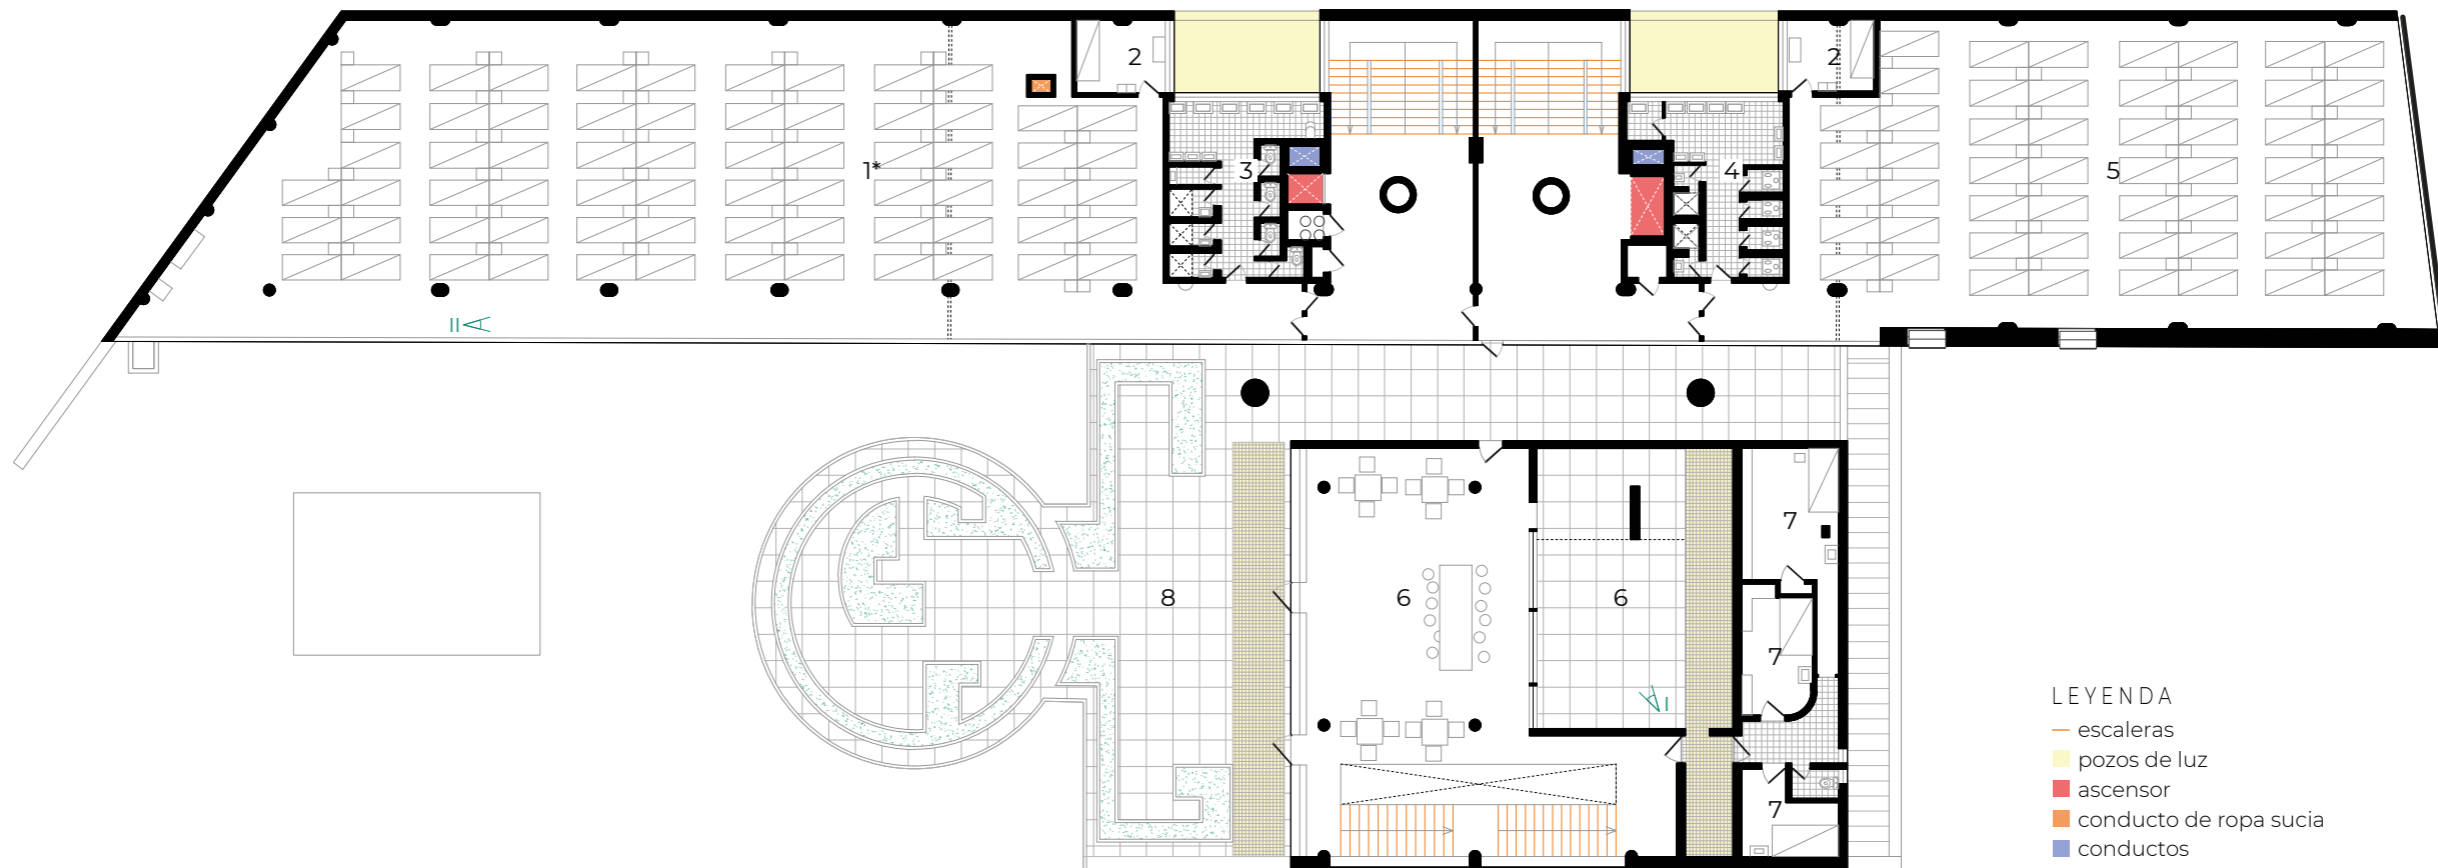 2
2
1*
3
4
5
=A
8
6
6
7
7
A=
7
LEYENDA
escaleras
pozos de luz
ascensor
conducto de ropa sucia
conductos